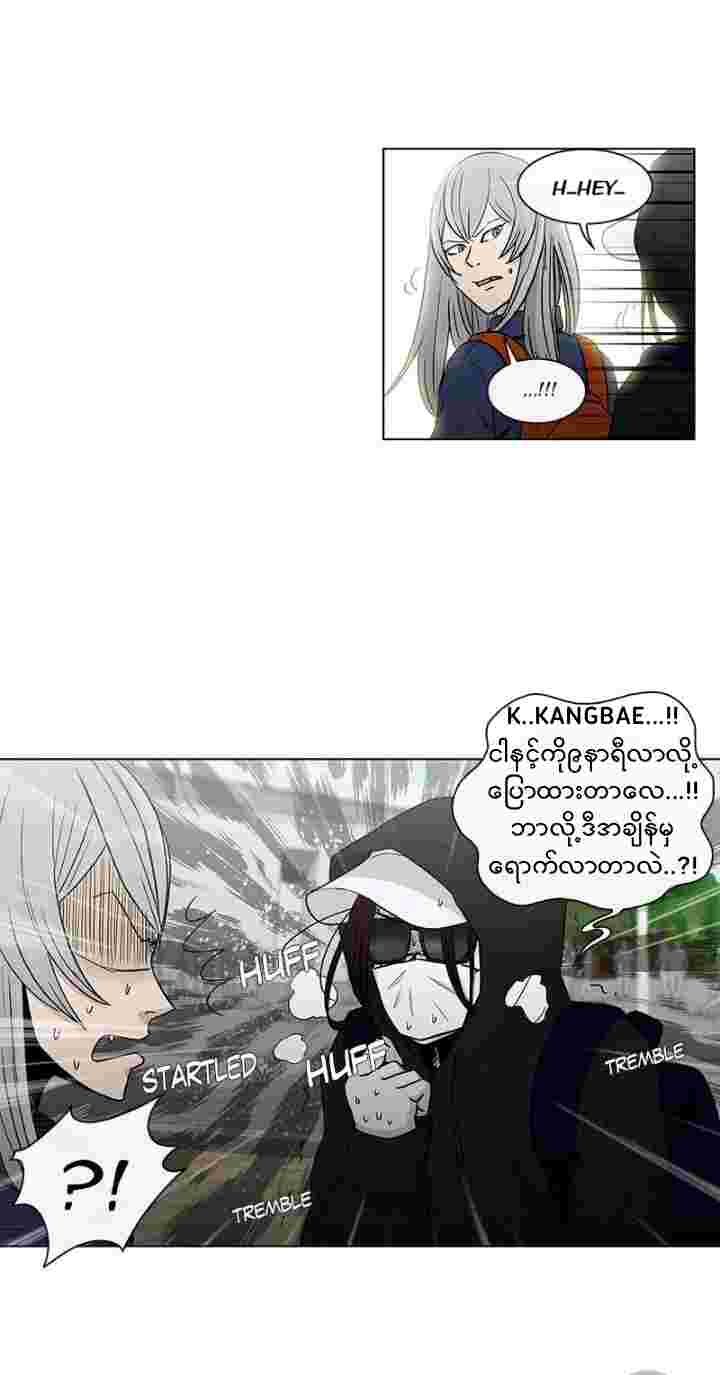 H..HEY..
...!!!
K..KANGBAE...!!
ငါနင့်ကို၉နာရီလာလို့
ပြောထားတာလေ...!!
ဘာလို့ဒီအချိန်မှ
ရောက်လာတာလဲ..?!
HUFF
STARTLED
HUFF
TREMBLE
?!
TREMBLE